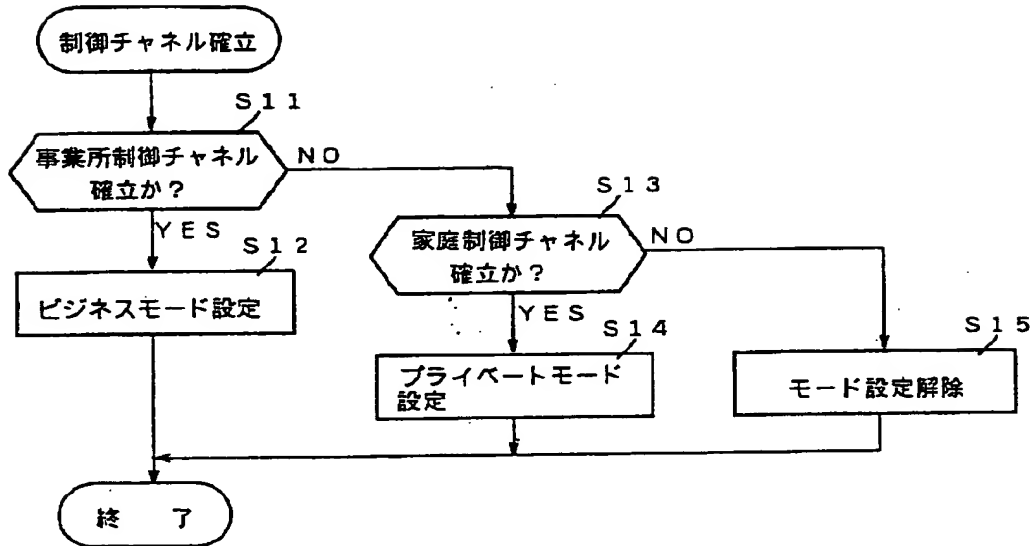 制御チャネル確立
S11
事業所制御チャネル
確立か?
NO
YES
S12
ビジネスモード設定
S13
家庭制御チャネル
確立か?
NO
YES
S14
プライベートモード
設定
S15
モード設定解除
終 了